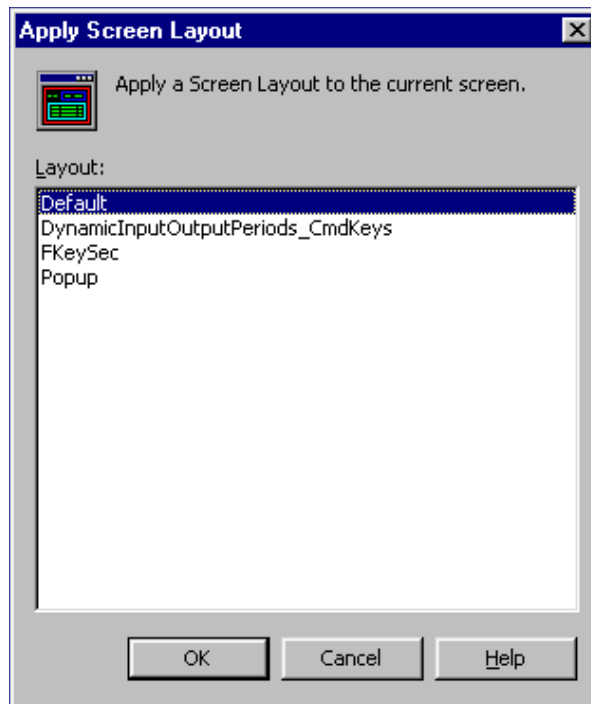 Apply Screen Layout
Apply a Screen Layout to the current screen.
Layout:
Default
DynamicInputOutputPeriods_CmdKeys
FKeySec
Popup
OK Cancel Help